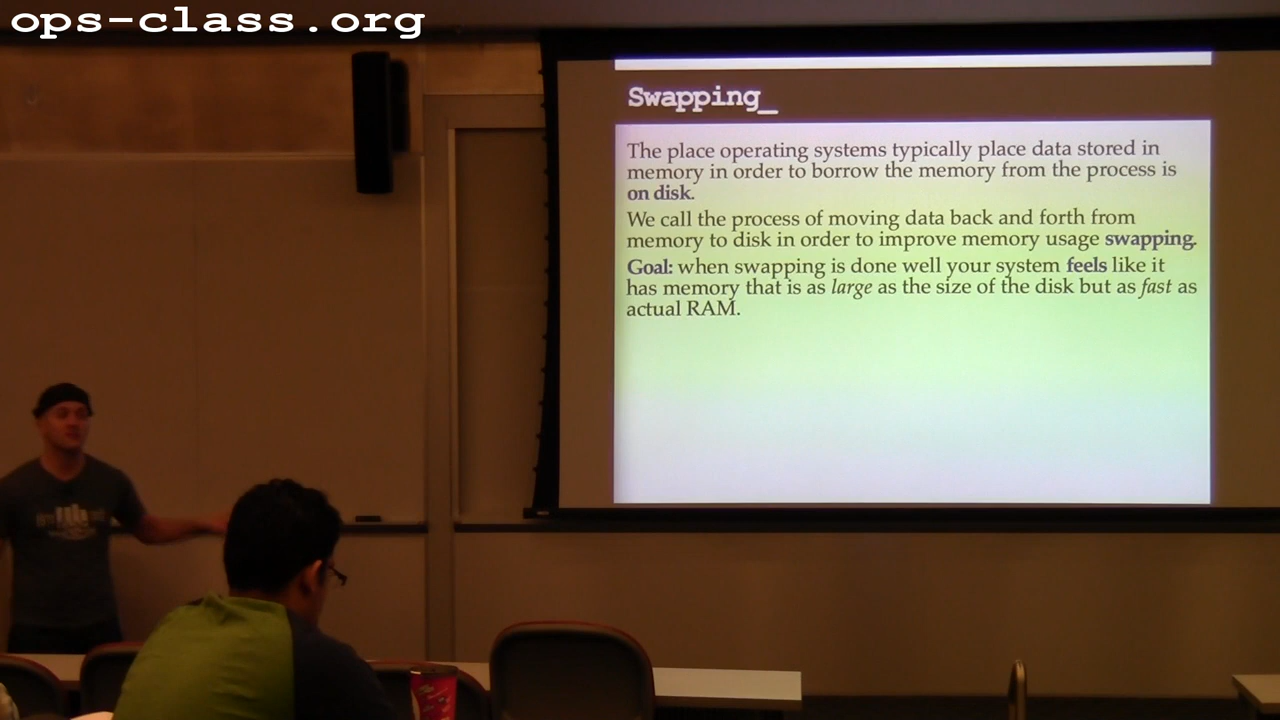 ops-class.org
Swapping_
The place operating systems typically place data stored in
memory in order to borrow the memory from the process is
on disk.
We call the process of moving data back and forth from
memory to disk in order to improve memory usage swapping.
Goal: when swapping is done well your system feels like it
has memory that is as large as the size of the disk but as fast as
actual RAM.